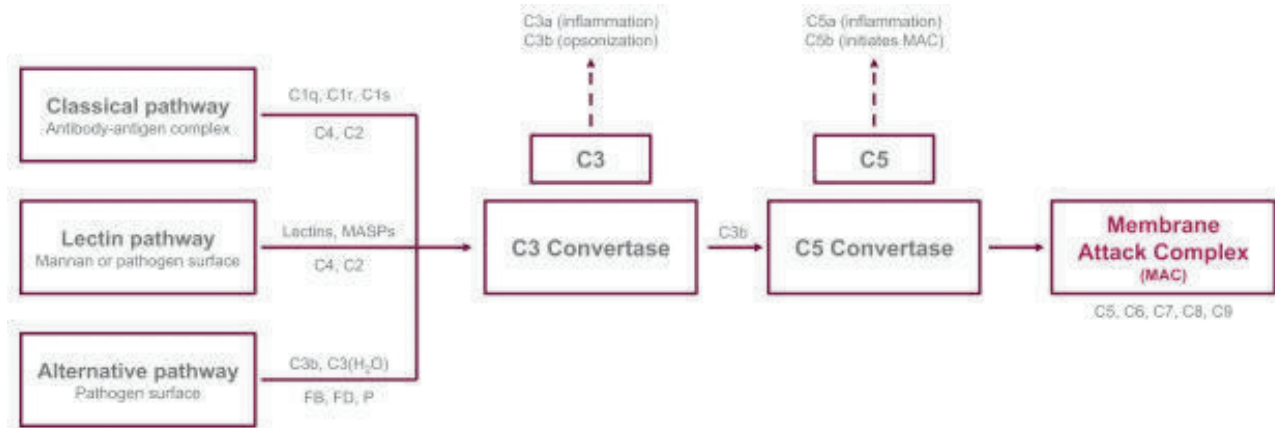 C3a (inflammation)
C3b (opsonization)
C5a (inflammation)
C5b (initiates MAC)
Classical pathway
Antibody-antigen complex
C1q, C1r, C1s
C4, C2
C3
C5
Lectin pathway
Mannan or pathogen surface
Lectins, MASPs
C4, C2
C3 Convertase
C3b
C5 Convertase
Membrane
Attack Complex
(MAC)
C5, C6, C7, C8, C9
Alternative pathway
Pathogen surface
C3b, C3(H₂O)
FB, FD, P